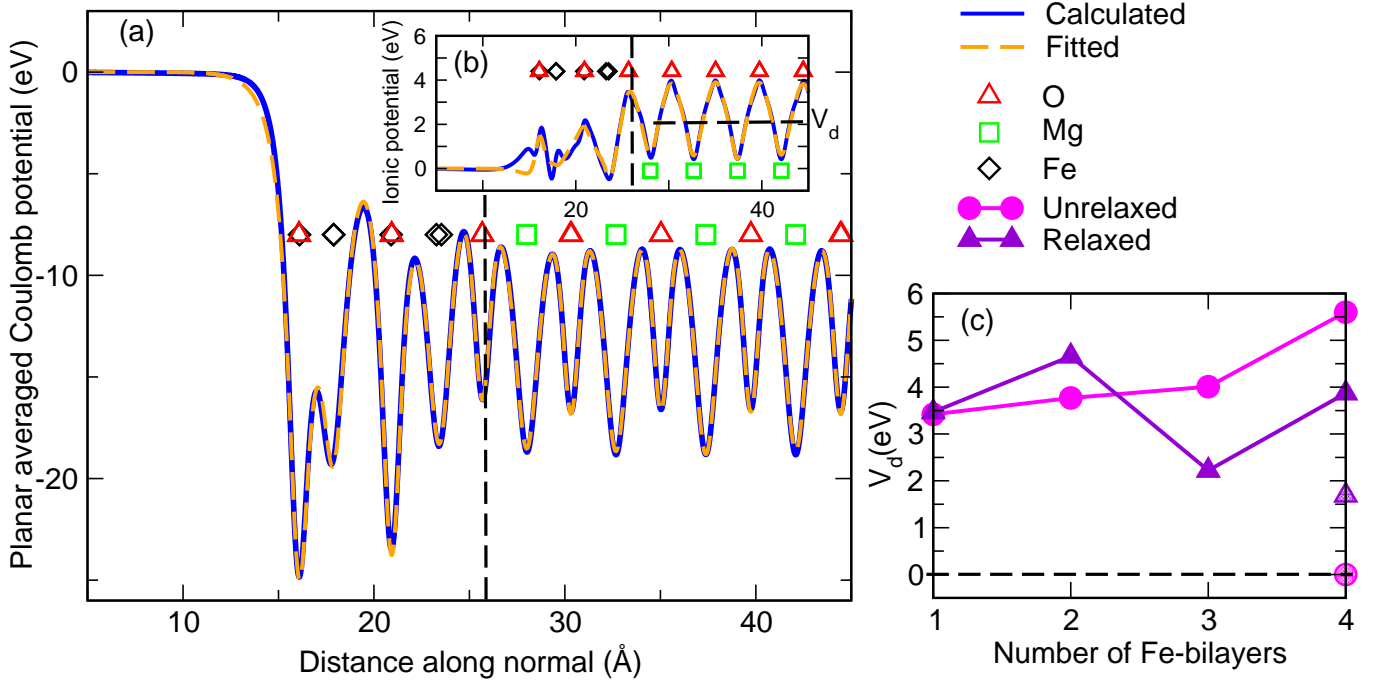 (a)
Planar averaged Coulomb potential (eV)
0
-10
-20
10
20
30
40
Distance along normal (Å)
(b)
Ionic potential (eV)
6
4
2
0
20
40
V_d
Calculated
Fitted
O
Mg
Fe
Unrelaxed
Relaxed
(c)
V_d(eV)
6
5
4
3
2
1
0
1
2
3
4
Number of Fe-bilayers